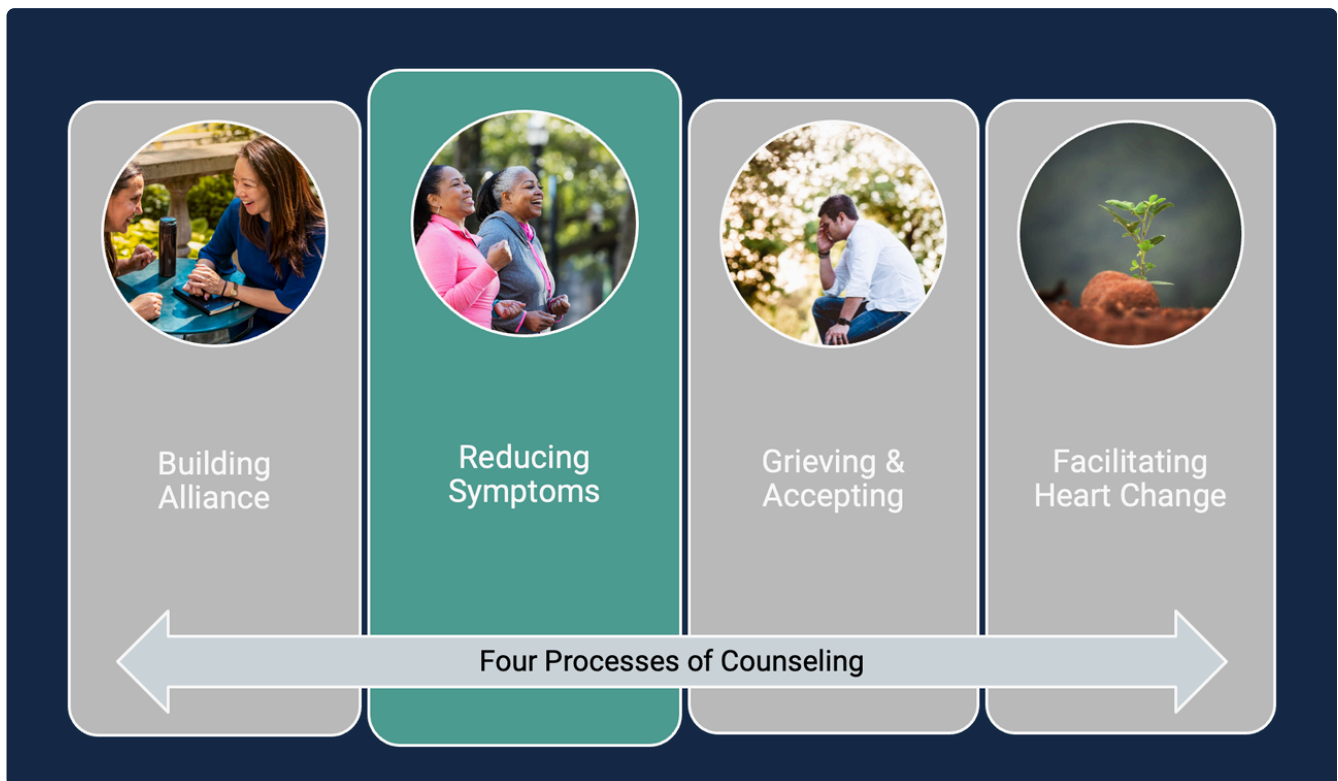 Building
Alliance
Reducing
Symptoms
Grieving &
Accepting
Facilitating
Heart Change
Four Processes of Counseling